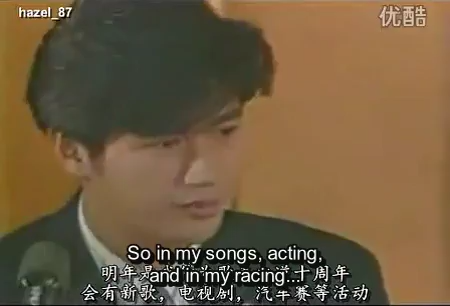 hazel_87
优酷
So in my songs, acting,
and in my racing...
明年是 十周年
会有新歌，电视剧，汽车赛等活动